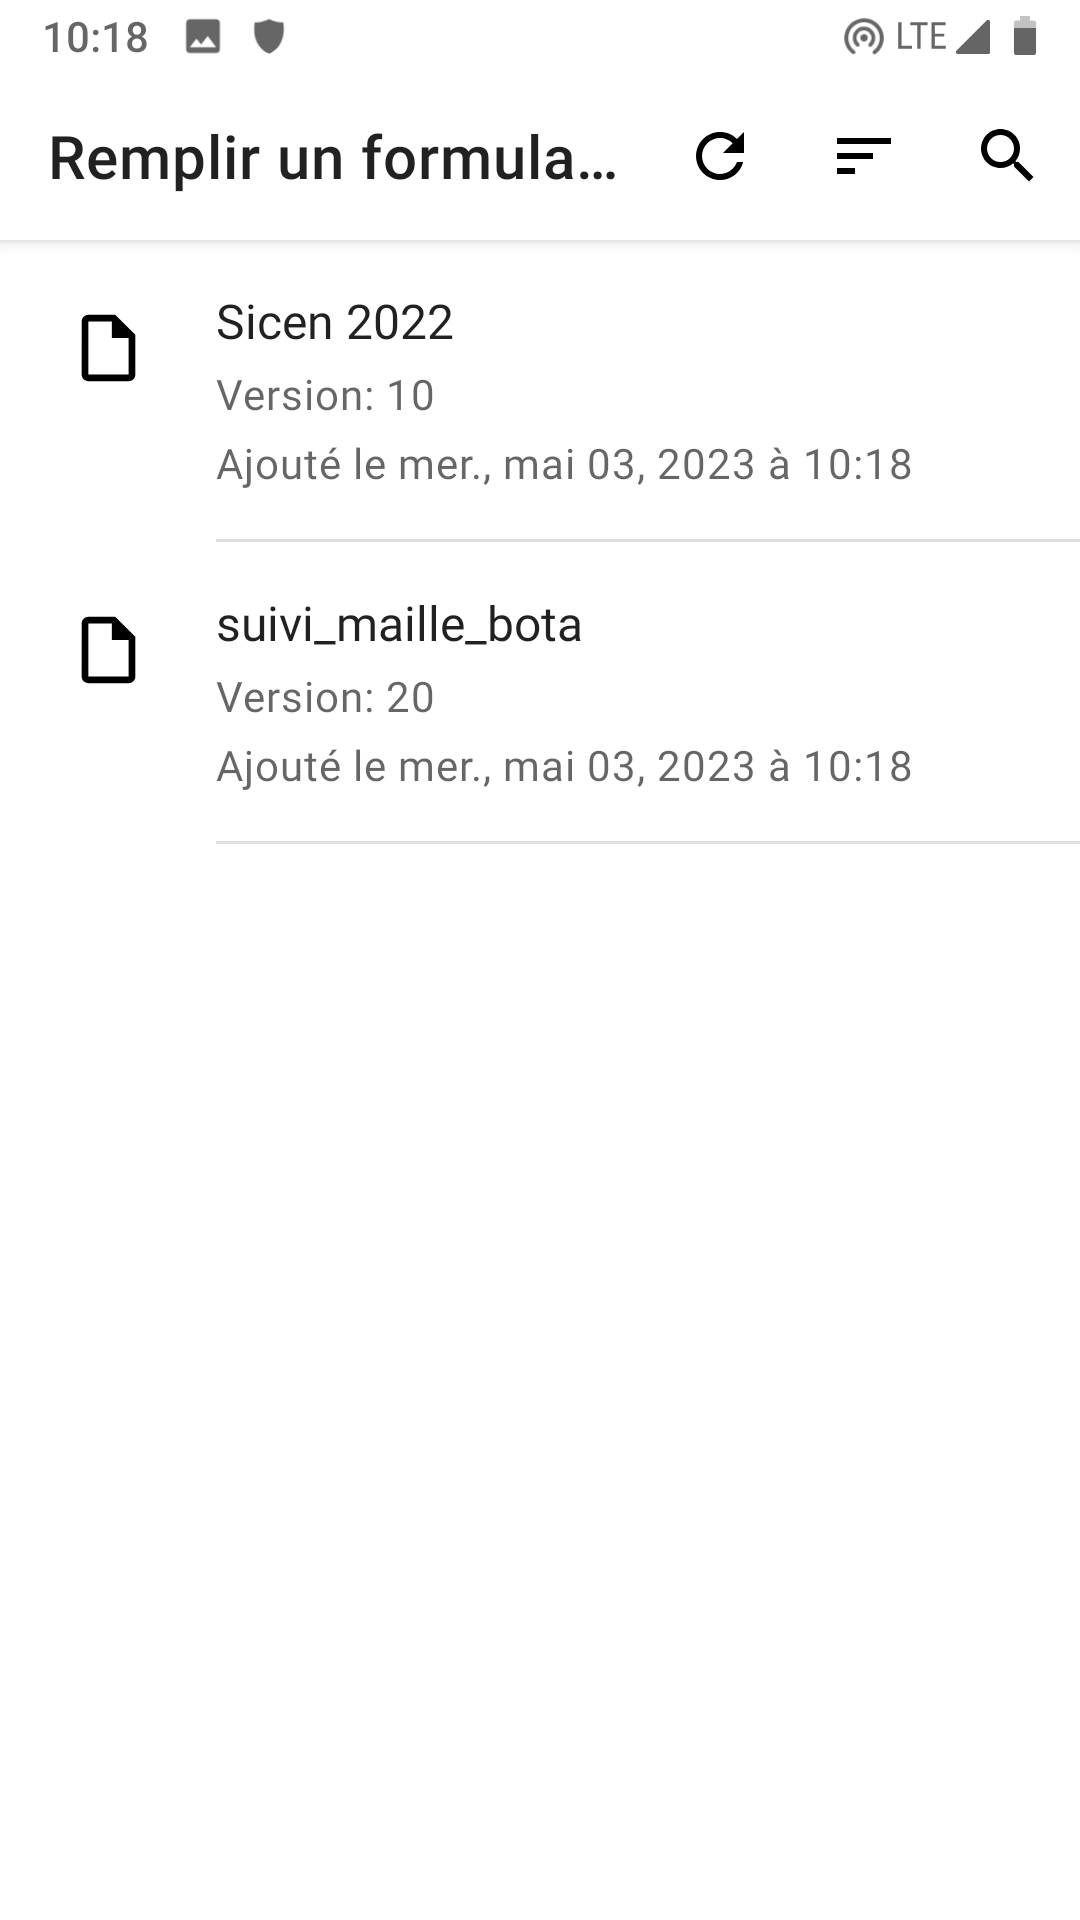 10:18 LTE
Remplir un formula...
Sicen 2022
Version: 10
Ajouté le mer., mai 03, 2023 à 10:18
suivi_maille_bota
Version: 20
Ajouté le mer., mai 03, 2023 à 10:18